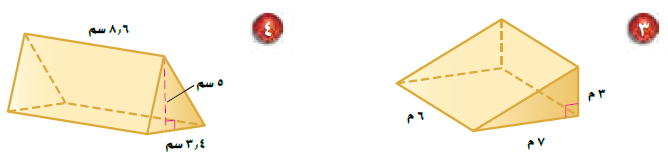 ٣
٣ م
٦ م
٧ م
٤
٨,٦ سم
٥ سم
٣,٤ سم